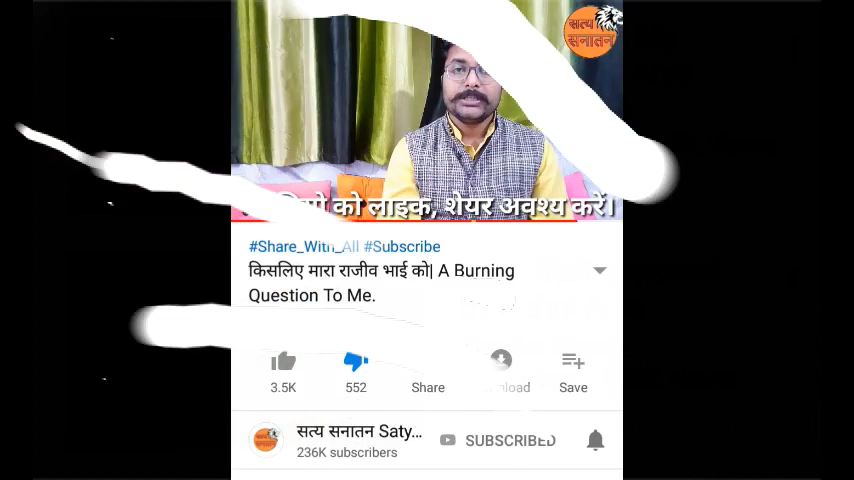 सत्य
सनातन
को लाइक, शेयर अवश्य करें।
#Share_With_All #Subscribe
किसलिए मारा राजीव भाई को| A Burning
Question To Me.
3.5K 552 Share Save
सत्य सनातन Saty... SUBSCRIBED
236K subscribers